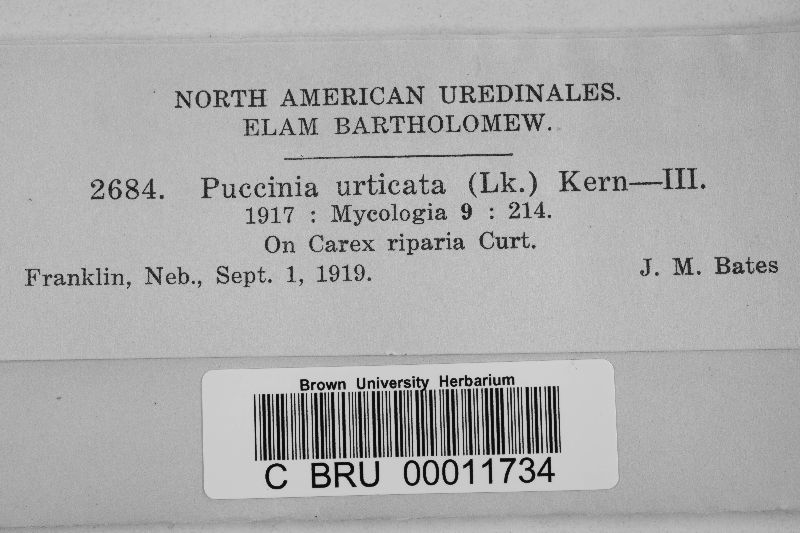 NORTH AMERICAN UREDINALES.
ELAM BARTHOLOMEW.
2684. Puccinia urticata (Lk.) Kern—III.
1917 : Mycologia 9 : 214.
On Carex riparia Curt.
Franklin, Neb., Sept. 1, 1919. J. M. Bates
Brown University Herbarium
C BRU 00011734